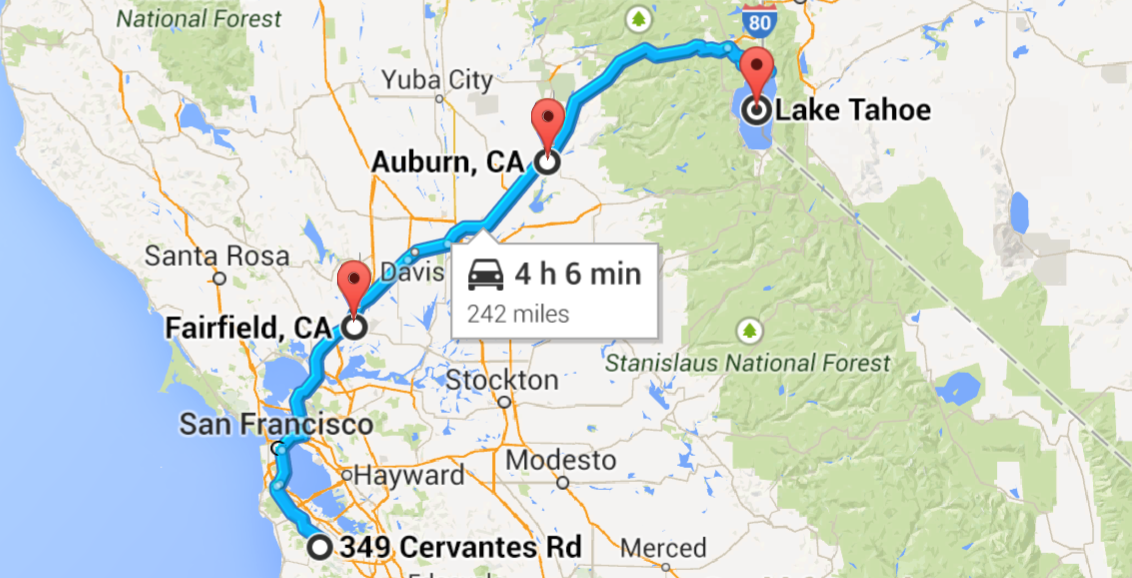 National Forest
80
Yuba City
Lake Tahoe
Auburn, CA
Santa Rosa
Davis
4 h 6 min
242 miles
Fairfield, CA
Stanislaus National Forest
Stockton
San Francisco
Modesto
Hayward
349 Cervantes Rd
Merced